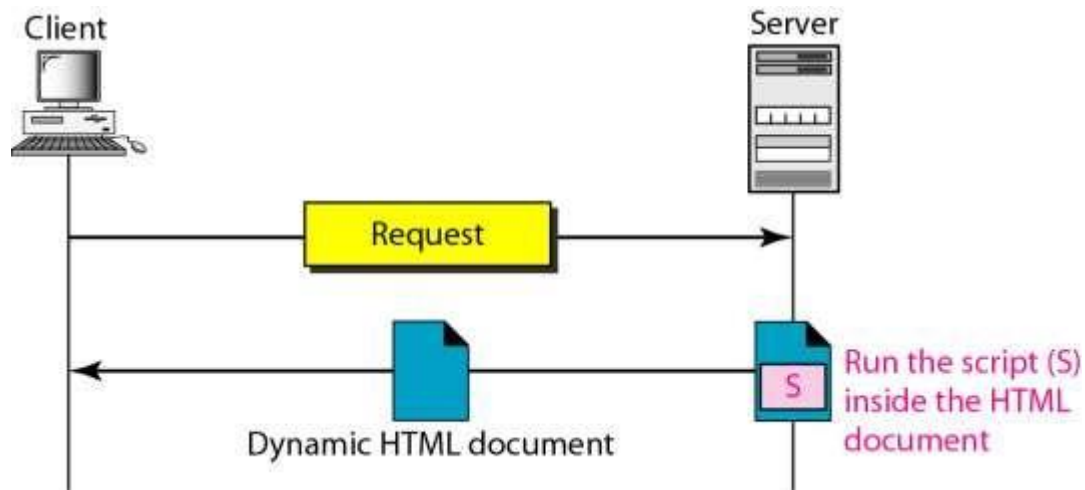 Client
Server
Request
S
Run the script (S)
inside the HTML
document
Dynamic HTML document